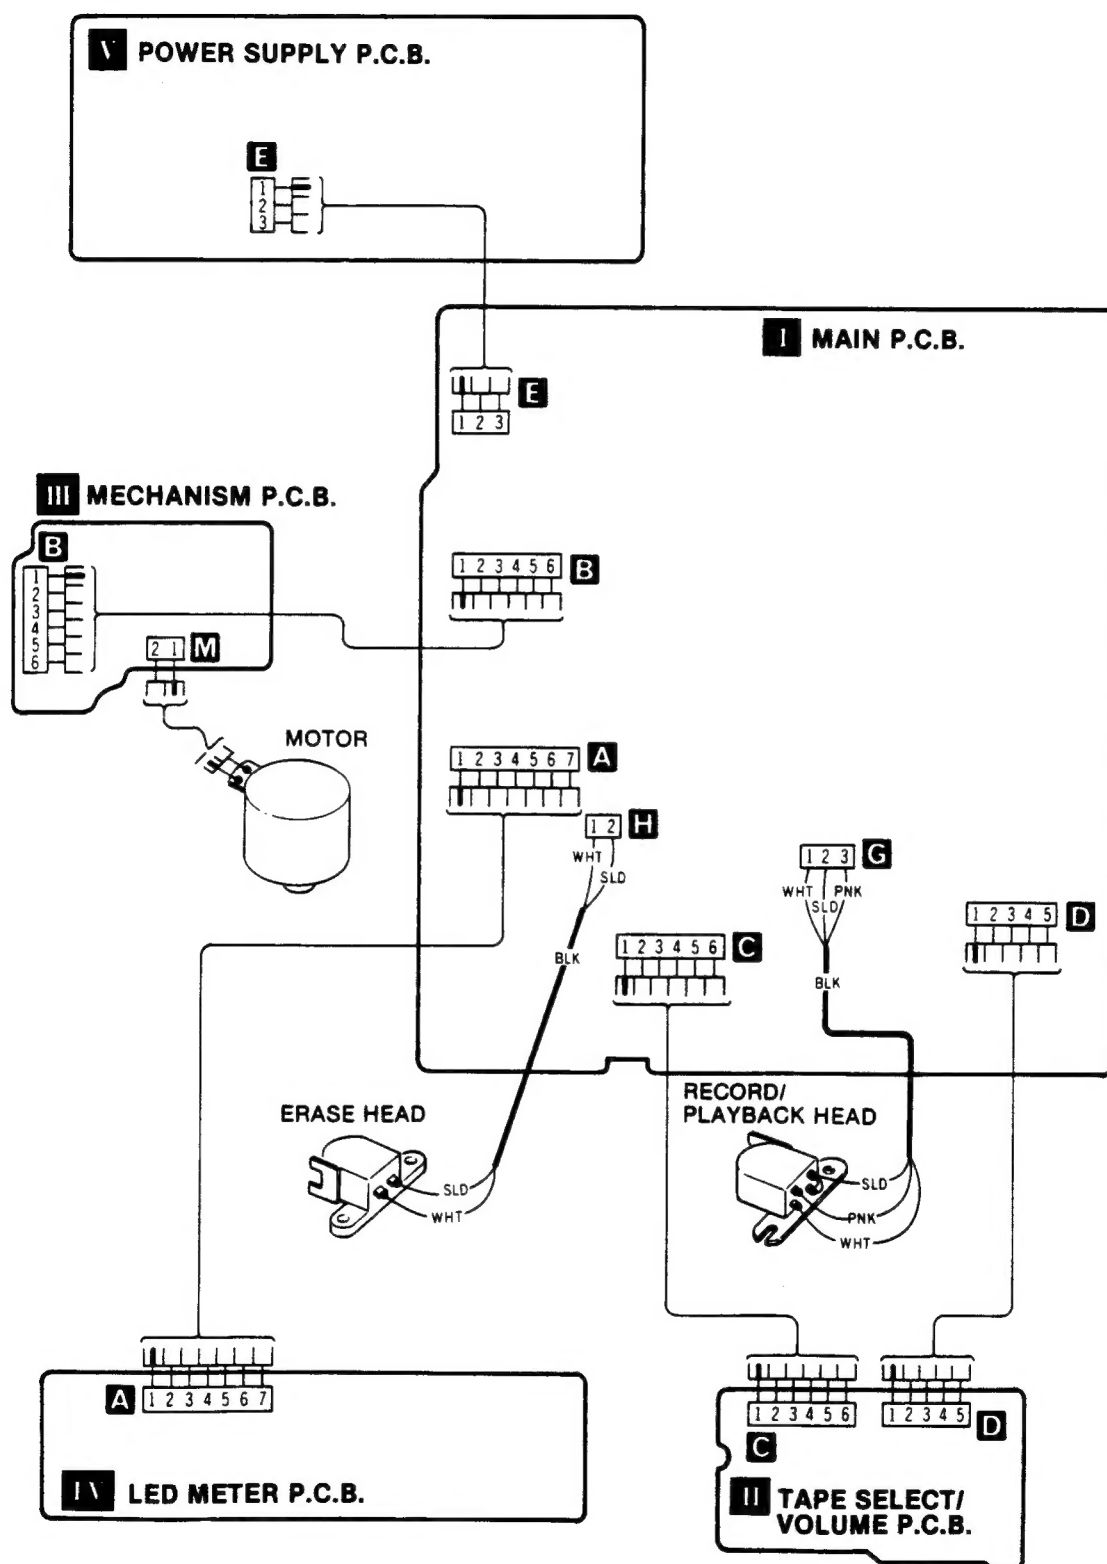 V POWER SUPPLY P.C.B.
E
1
2
3
I MAIN P.C.B.
E
1 2 3
III MECHANISM P.C.B.
B
1
2
3
4
5
6
2 1 M
1 2 3 4 5 6 B
MOTOR
1 2 3 4 5 6 7 A
1 2 H
WHT
SLD
BLK
1 2 3 G
WHT SLD PNK
BLK
1 2 3 4 5 D
1 2 3 4 5 6 C
ERASE HEAD
SLD
WHT
RECORD/
PLAYBACK HEAD
SLD
PNK
WHT
A 1 2 3 4 5 6 7
IV LED METER P.C.B.
1 2 3 4 5 6
C
1 2 3 4 5 D
II TAPE SELECT/
VOLUME P.C.B.